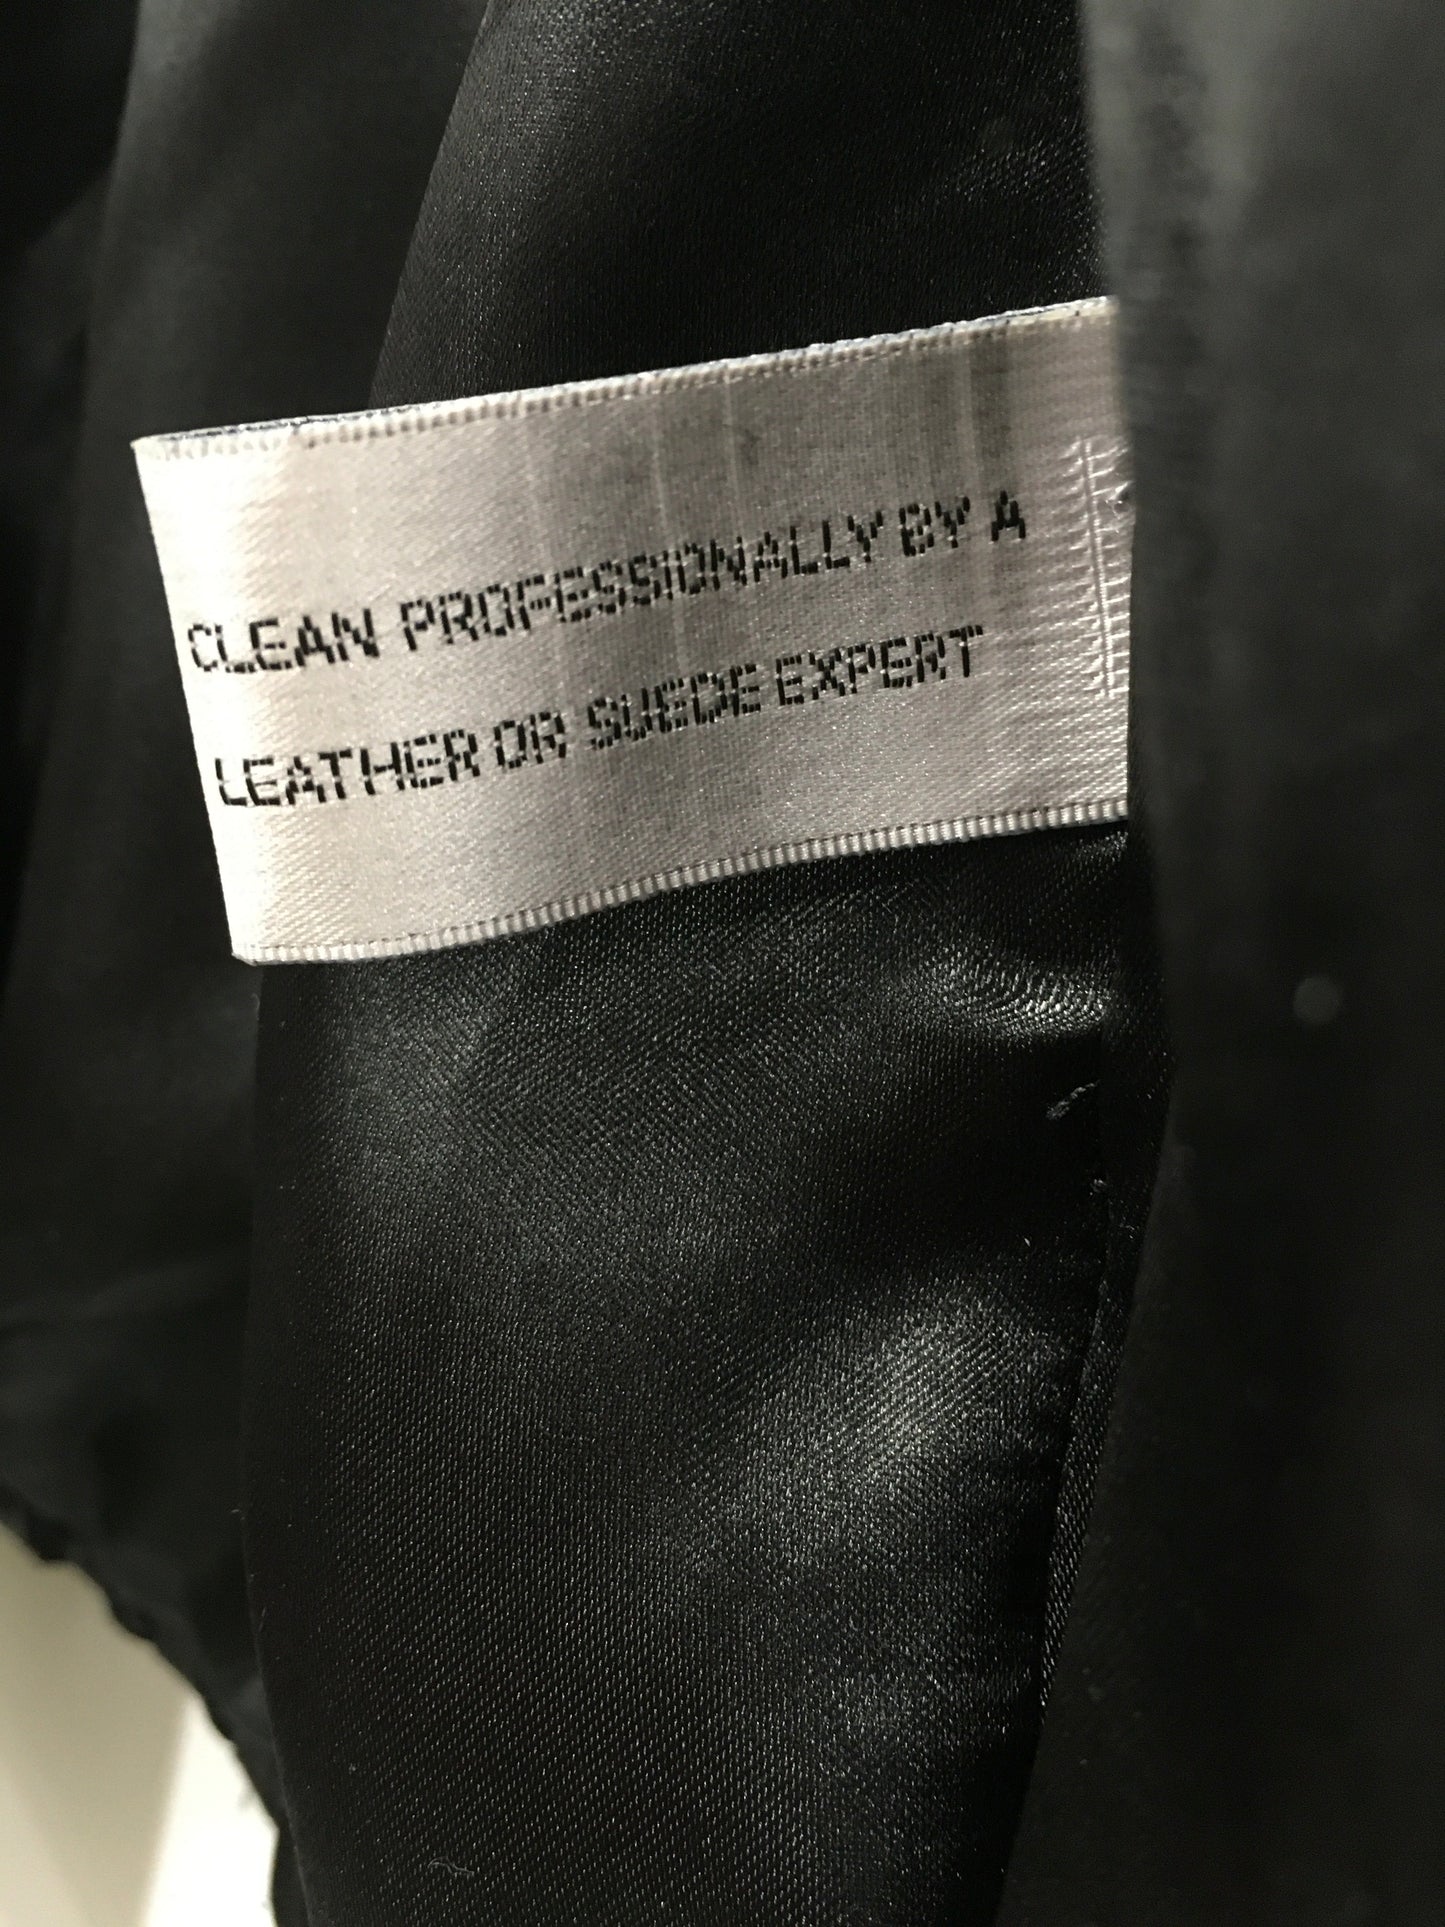 CLEAN PROFESSIONALLY BY A
LEATHER OR SUEDE EXPERT